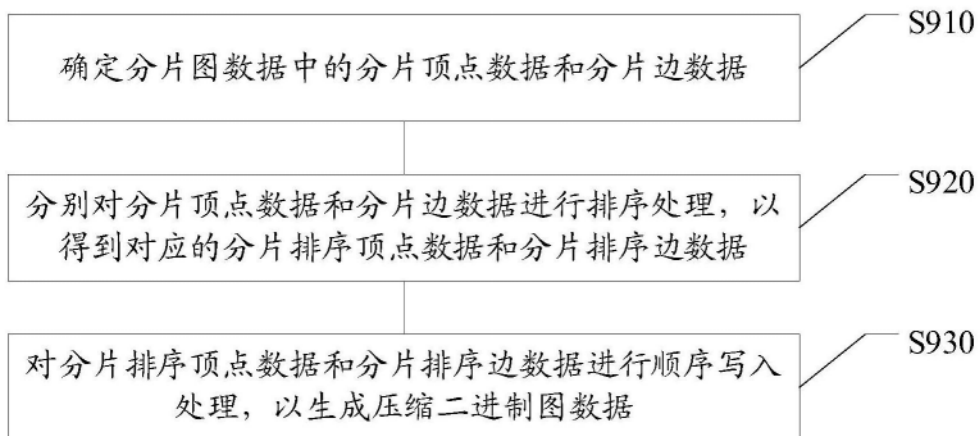 S910
确定分片图数据中的分片顶点数据和分片边数据
S920
分别对分片顶点数据和分片边数据进行排序处理，以
得到对应的分片排序顶点数据和分片排序边数据
S930
对分片排序顶点数据和分片排序边数据进行顺序写入
处理，以生成压缩二进制图数据